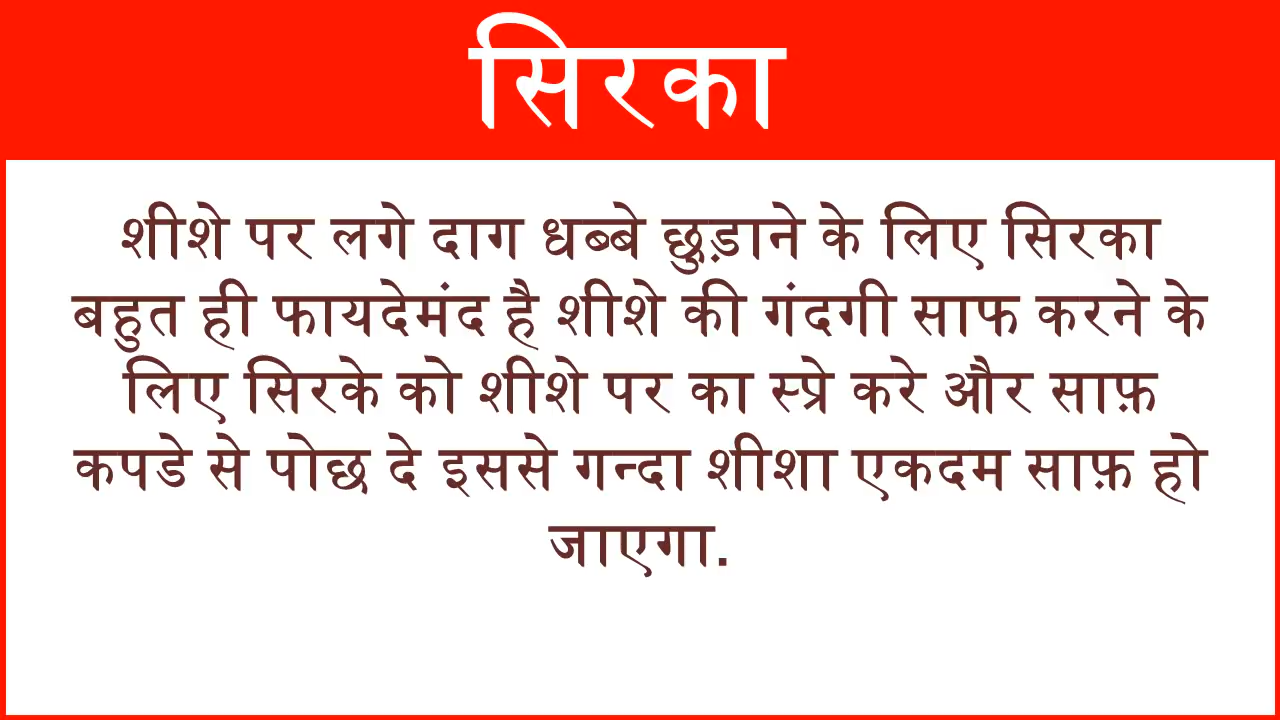 सिरका
शीशे पर लगे दाग धब्बे छुड़ाने के लिए सिरका
बहुत ही फायदेमंद है शीशे की गंदगी साफ करने के
लिए सिरके को शीशे पर का स्प्रे करे और साफ़
कपडे से पोछ दे इससे गन्दा शीशा एकदम साफ़ हो
जाएगा.